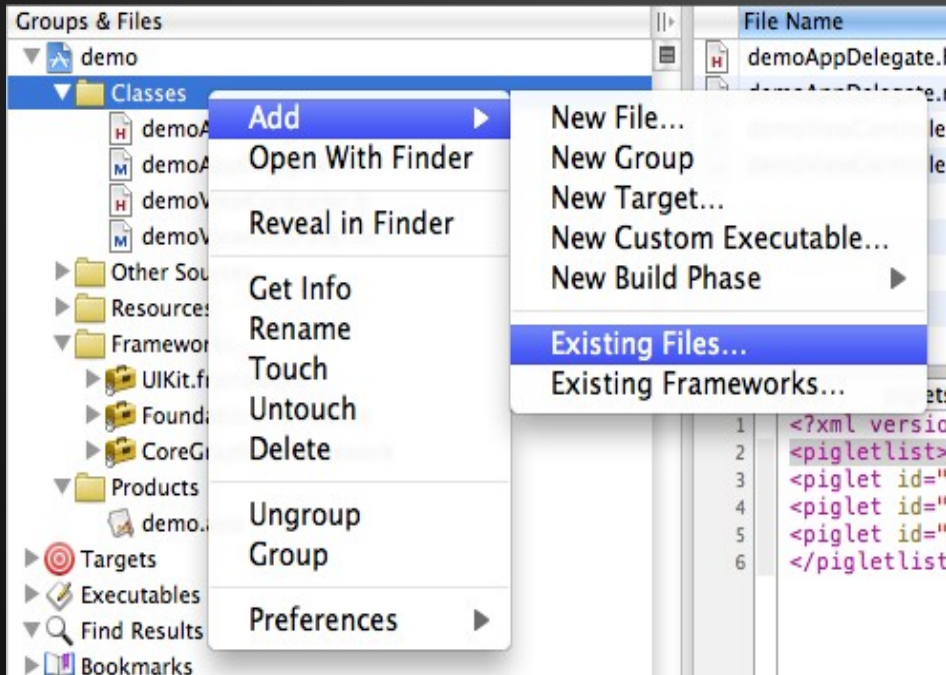 Groups & Files
demo
Classes
demoA
demoA
demoV
demoV
Other Sou
Resources
Framewor
UIKit.f
Founda
CoreG
Products
demo.
Targets
Executables
Find Results
Bookmarks
Add
Open With Finder
Reveal in Finder
Get Info
Rename
Touch
Untouch
Delete
Ungroup
Group
Preferences
New File...
New Group
New Target...
New Custom Executable...
New Build Phase
Existing Files...
Existing Frameworks...
File Name
demoAppDelegate.h
demoAppDelegate.m
1 <?xml versio
2 <pigletlist>
3 <piglet id="
4 <piglet id="
5 <piglet id="
6 </pigletlist